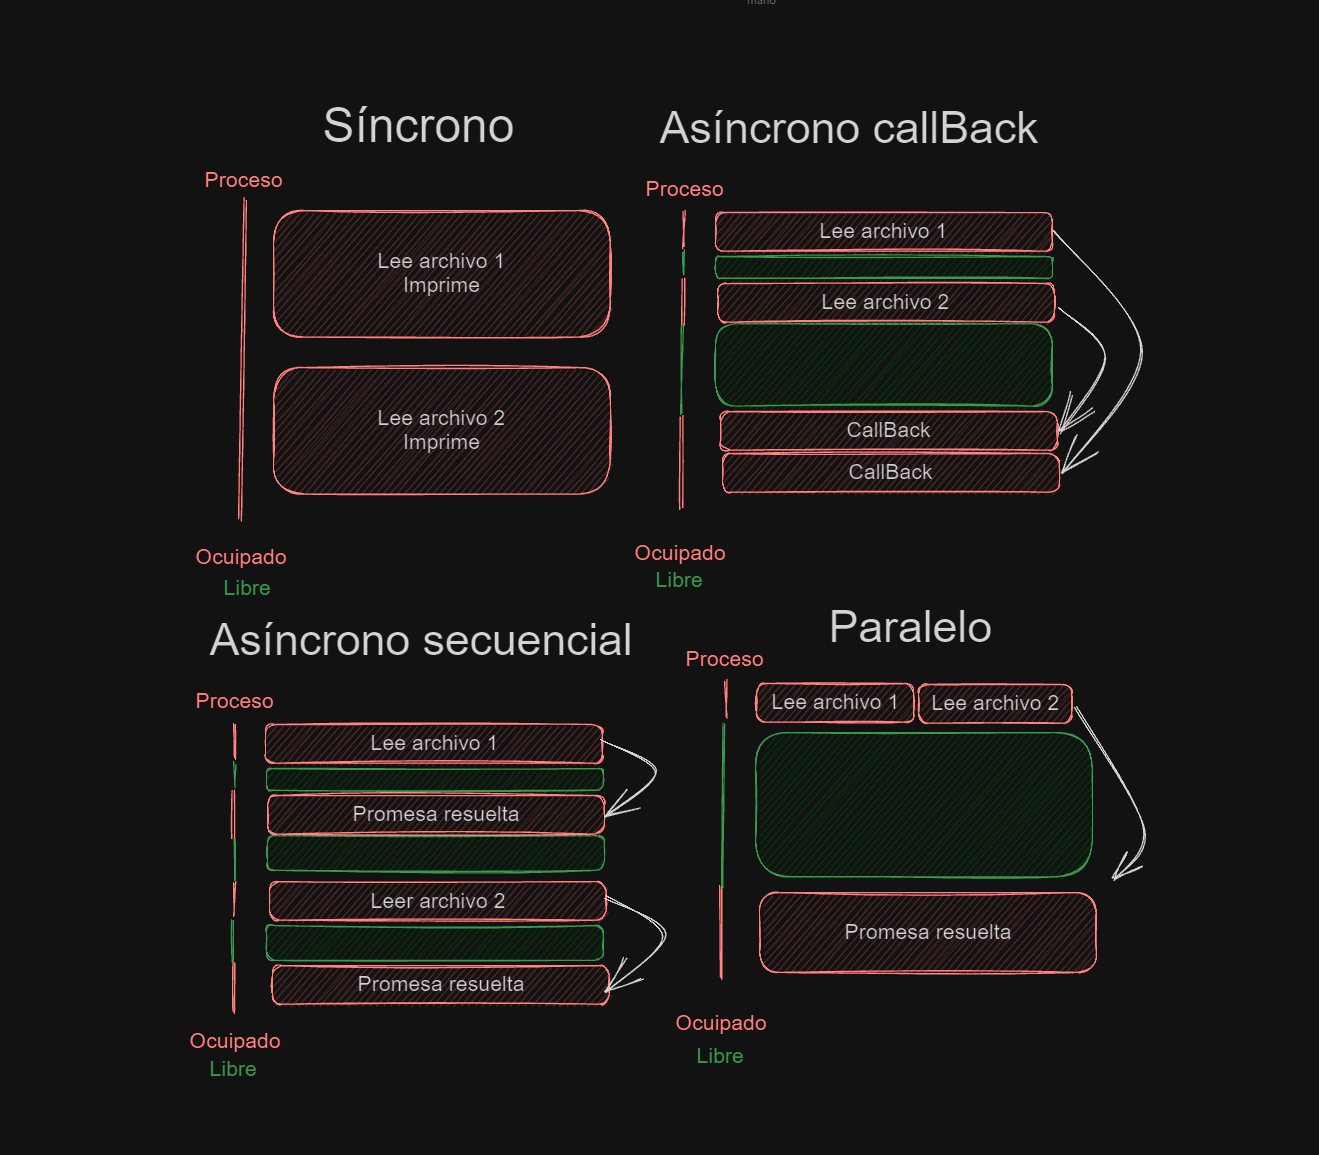 mano
Síncrono
Proceso
Lee archivo 1
Imprime
Lee archivo 2
Imprime
Ocuipado
Libre
Asíncrono callBack
Proceso
Lee archivo 1
Lee archivo 2
CallBack
CallBack
Ocuipado
Libre
Asíncrono secuencial
Proceso
Lee archivo 1
Promesa resuelta
Leer archivo 2
Promesa resuelta
Ocuipado
Libre
Paralelo
Proceso
Lee archivo 1
Lee archivo 2
Promesa resuelta
Ocuipado
Libre